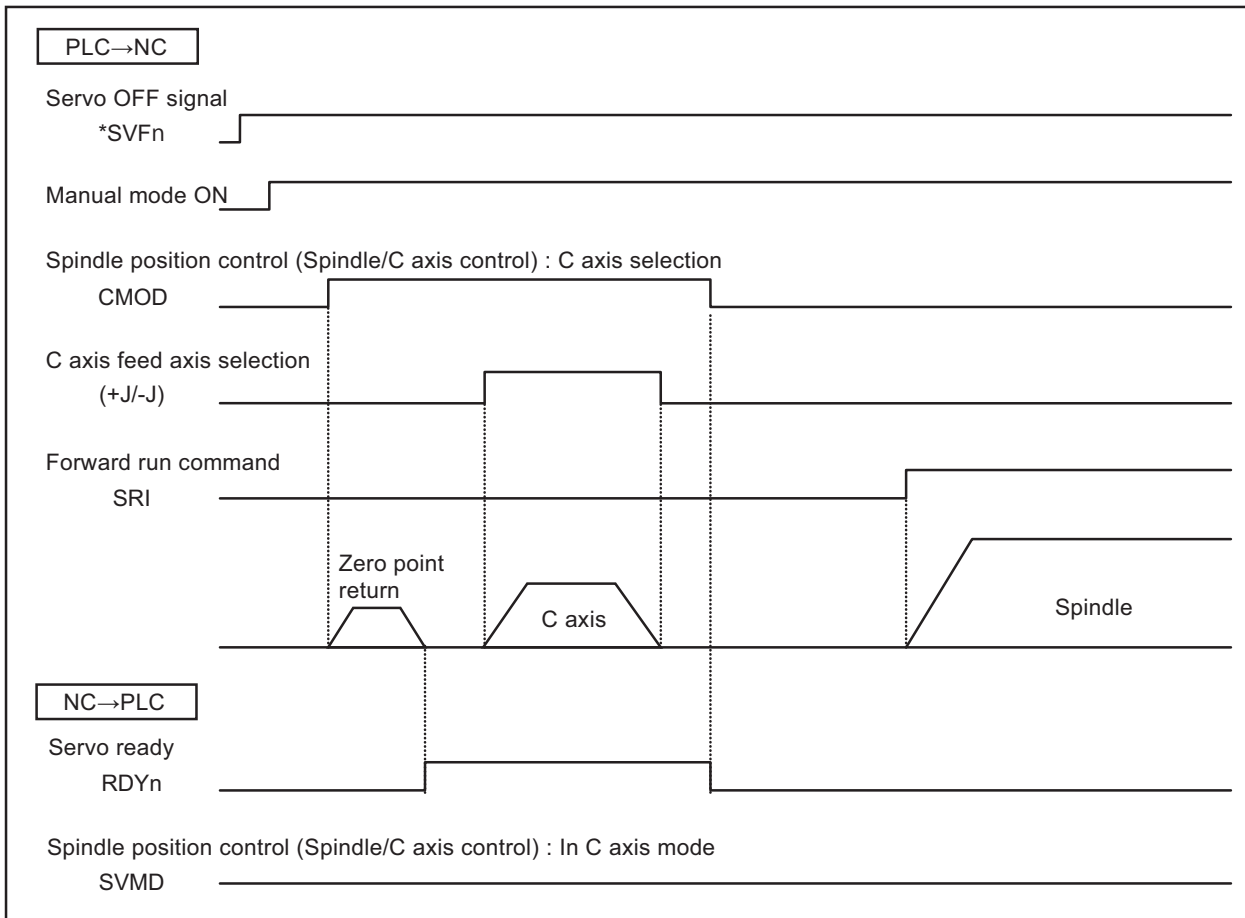 PLC→NC
Servo OFF signal
*SVFn
Manual mode ON
Spindle position control (Spindle/C axis control) : C axis selection
CMOD
C axis feed axis selection
(+J/-J)
Forward run command
SRI
Zero point
return
C axis
Spindle
NC→PLC
Servo ready
RDYn
Spindle position control (Spindle/C axis control) : In C axis mode
SVMD